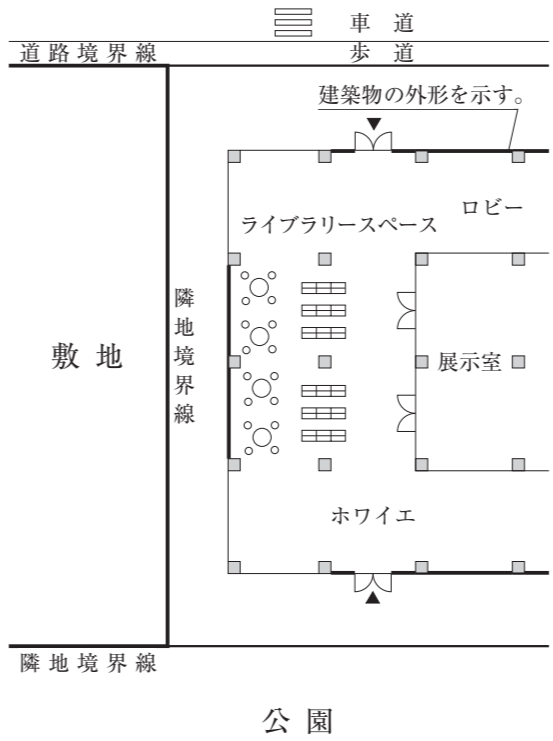 車道
歩道
道路境界線
建築物の外形を示す。
ロビー
ライブラリースペース
隣地境界線
敷地
展示室
ホワイエ
隣地境界線
公園